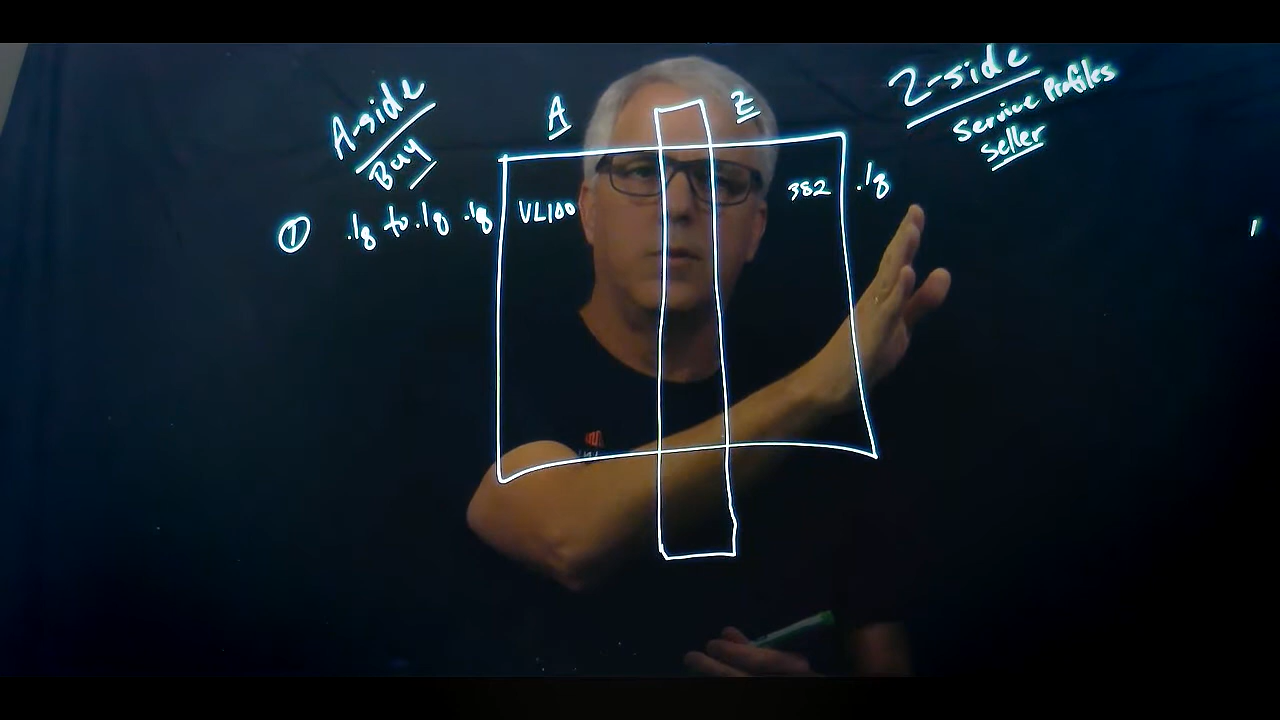 A-side
Buy
A
Z
Z-side
Service Profiles
Seller
① .1q to .1q .1q
VL100
382
.1q